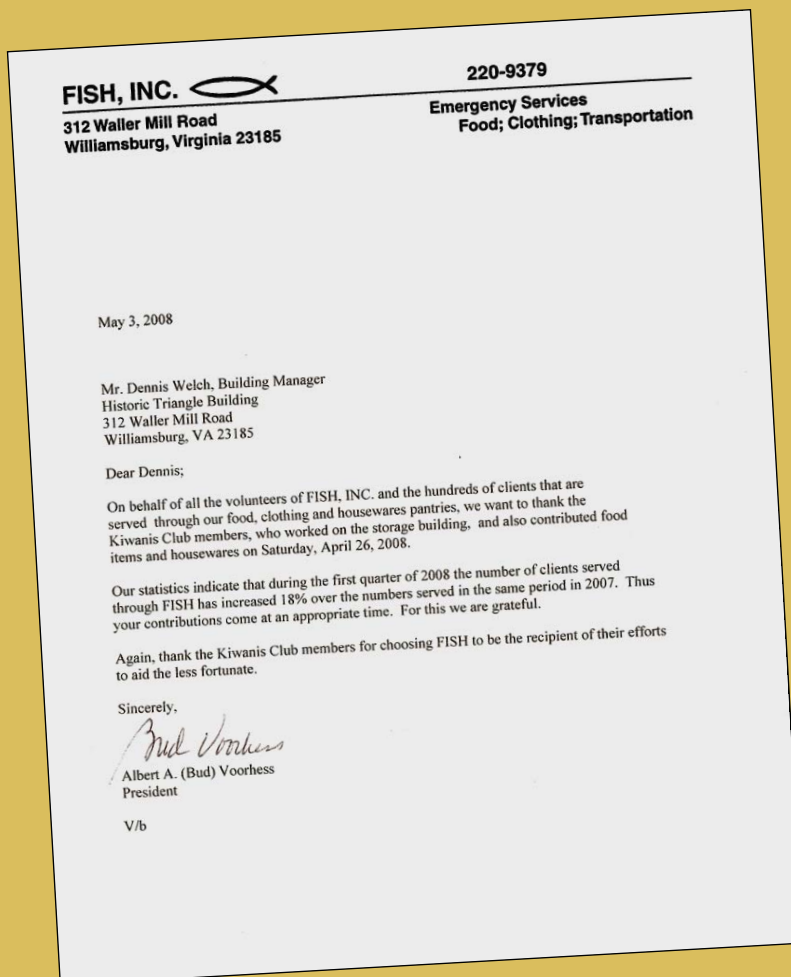 FISH, INC.
220-9379
312 Waller Mill Road
Williamsburg, Virginia 23185
Emergency Services
Food; Clothing; Transportation
May 3, 2008
Mr. Dennis Welch, Building Manager
Historic Triangle Building
312 Waller Mill Road
Williamsburg, VA 23185
Dear Dennis;
On behalf of all the volunteers of FISH, INC. and the hundreds of clients that are
served through our food, clothing and housewares pantries, we want to thank the
Kiwanis Club members, who worked on the storage building, and also contributed food
items and housewares on Saturday, April 26, 2008.
Our statistics indicate that during the first quarter of 2008 the number of clients served
through FISH has increased 18% over the numbers served in the same period in 2007. Thus
your contributions come at an appropriate time. For this we are grateful.
Again, thank the Kiwanis Club members for choosing FISH to be the recipient of their efforts
to aid the less fortunate.
Sincerely,
Bud Voorhess
Albert A. (Bud) Voorhess
President
V/b